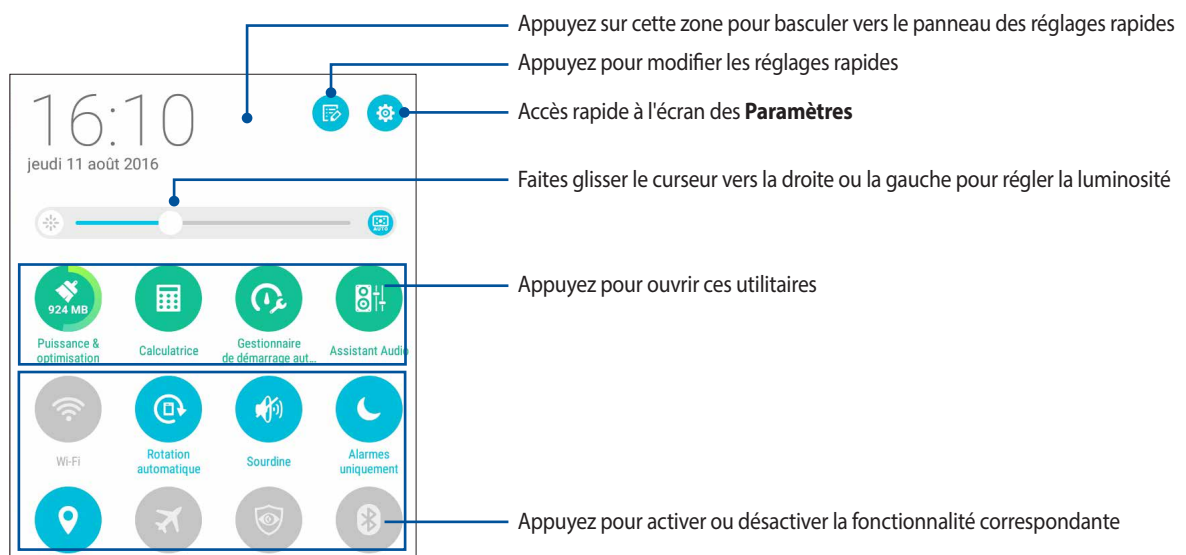 Appuyez sur cette zone pour basculer vers le panneau des réglages rapides
Appuyez pour modifier les réglages rapides
Accès rapide à l'écran des Paramètres
16:10
jeudi 11 août 2016
Faites glisser le curseur vers la droite ou la gauche pour régler la luminosité
AUTO
Appuyez pour ouvrir ces utilitaires
924 MB
Puissance &
optimisation
Calculatrice
Gestionnaire
de démarrage aut...
Assistant Audio
Wi-Fi
Rotation
automatique
Sourdine
Alarmes
uniquement
Appuyez pour activer ou désactiver la fonctionnalité correspondante